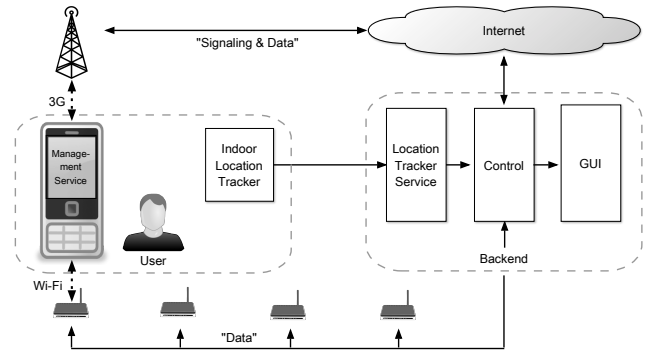 "Signaling & Data"
Internet
3G
Manage-
ment
Service
User
Indoor
Location
Tracker
Location
Tracker
Service
Control
GUI
Backend
Wi-Fi
"Data"